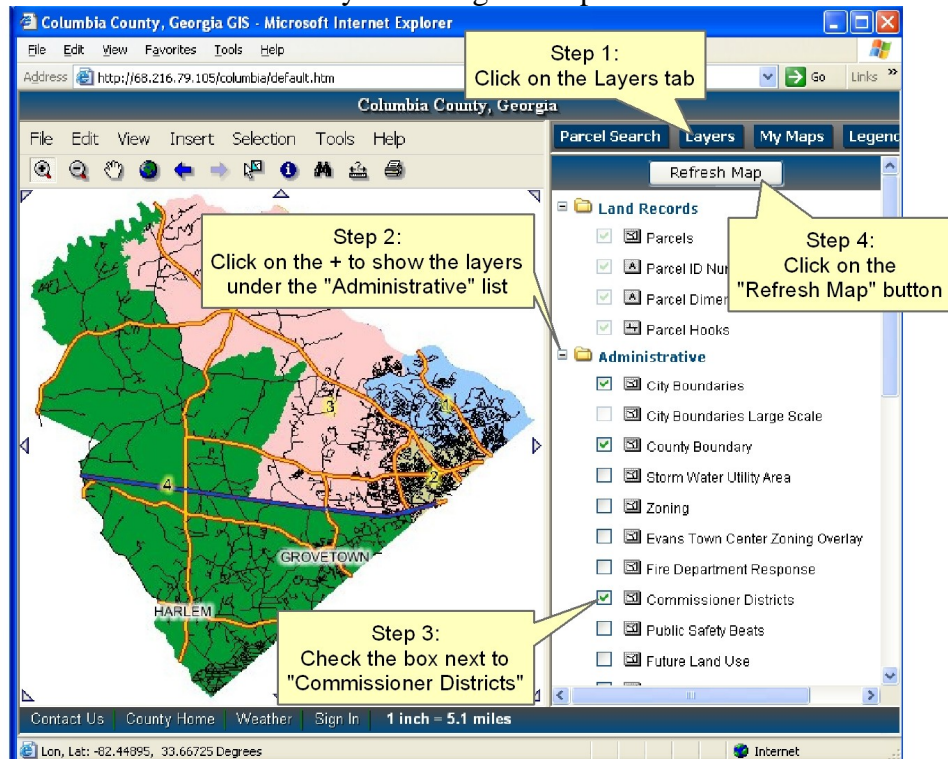 Columbia County, Georgia GIS - Microsoft Internet Explorer
File Edit View Favorites Tools Help
Address http://68.216.79.105/columbia/default.htm Go Links »
Step 1:
Click on the Layers tab
Columbia County, Georgia
File Edit View Insert Selection Tools Help
Parcel Search Layers My Maps Legend
Refresh Map
Land Records
Parcels
Parcel ID Nu
Parcel Dimen
Parcel Hooks
Step 4:
Click on the
"Refresh Map" button
Step 2:
Click on the + to show the layers
under the "Administrative" list
Administrative
City Boundaries
City Boundaries Large Scale
County Boundary
Storm Water Utility Area
Zoning
Evans Town Center Zoning Overlay
Fire Department Response
Commissioner Districts
Public Safety Beats
Future Land Use
3
1
2
4
GROVETOWN
HARLEM
Step 3:
Check the box next to
"Commissioner Districts"
Contact Us County Home Weather Sign In 1 inch = 5.1 miles
Lon, Lat: -82.44895, 33.66725 Degrees Internet